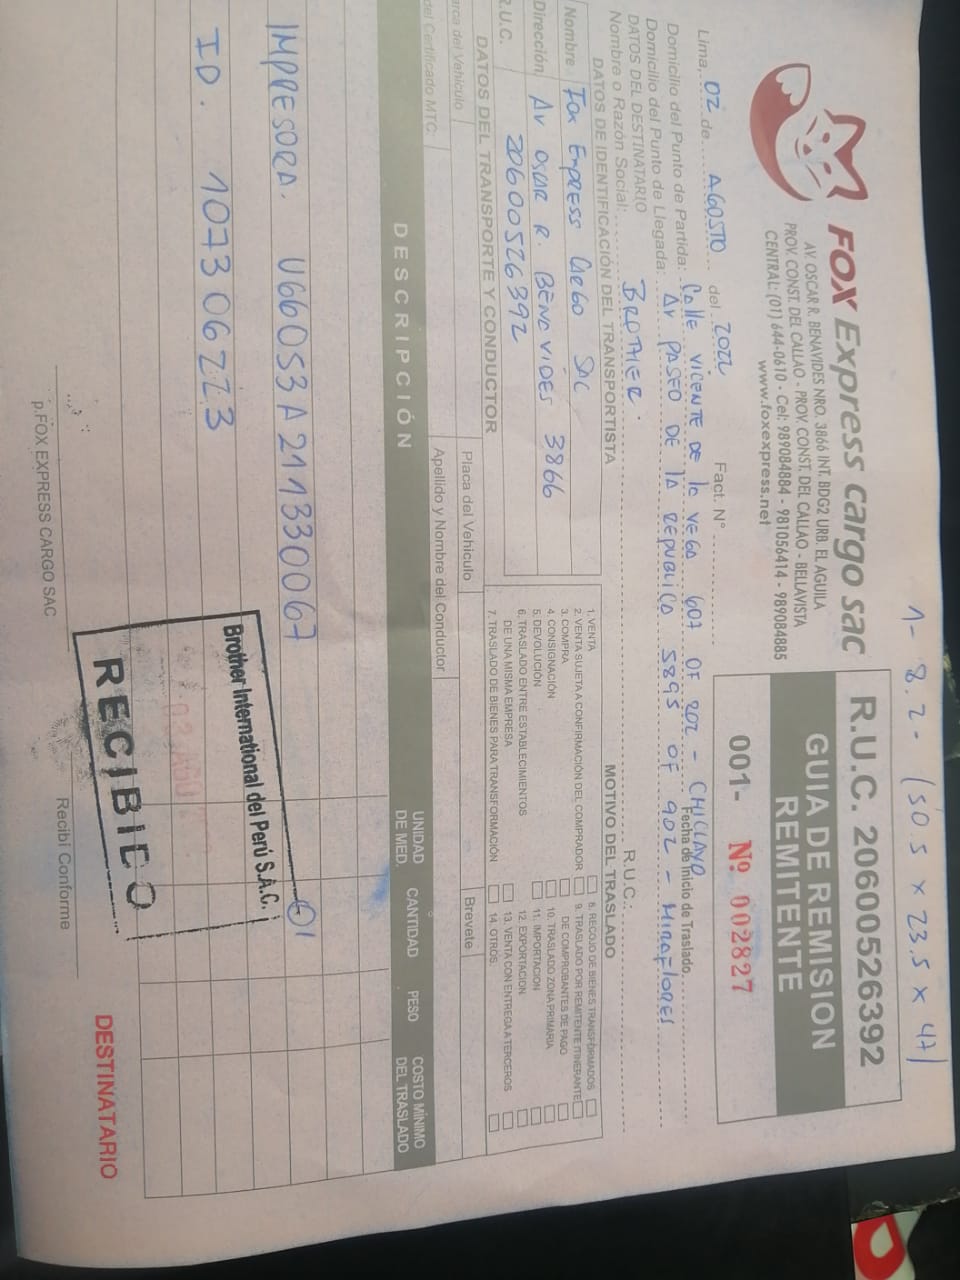 1- 8.2- (50.5 x 23.5 x 47)
FOX Express cargo sac
AV. OSCAR R. BENAVIDES NRO. 3866 INT. BDG2 URB. EL AGUILA
PROV. CONST. DEL CALLAO - PROV. CONST. DEL CALLAO - BELLAVISTA
CENTRAL: (01) 644-0610 - Cel: 989084884 - 981056414 - 989084885
www.foxexpress.net
R.U.C. 20600526392
GUIA DE REMISION
REMITENTE
001- Nº 002827
Lima, 02 de AGOSTO del 2022 Fact. N°
Fecha de Inicio de Traslado.
Domicilio del Punto de Partida: Calle VICENTE DE la VEGA 607 OF 202 - CHICLAYO
Domicilio del Punto de Llegada: AV PASEO DE LA REPUBLICA 5895 OF 902 - MIRAFLORES
DATOS DEL DESTINATARIO
Nombre o Razón Social: BROTHER. R.U.C.:
DATOS DE IDENTIFICACIÓN DEL TRANSPORTISTA
Nombre Fox Express Cargo SAC
Dirección AV OSCAR R. BENAVIDES 3866
R.U.C. 20600526392
MOTIVO DEL TRASLADO
1. VENTA
2. VENTA SUJETA A CONFIRMACIÓN DEL COMPRADOR
3. COMPRA
4. CONSIGNACIÓN
5. DEVOLUCIÓN
6. TRASLADO ENTRE ESTABLECIMIENTOS
DE UNA MISMA EMPRESA
7. TRASLADO DE BIENES PARA TRANSFORMACIÓN
8. RECOJO DE BIENES TRANSFORMADOS
9. TRASLADO POR REMITENTE ITINERANTE
DE COMPROBANTES DE PAGO
10. TRASLADO ZONA PRIMARIA
11. IMPORTACION
12. EXPORTACION
13. VENTA CON ENTREGA A TERCEROS
14. OTROS.
DATOS DEL TRANSPORTE Y CONDUCTOR
Marca del Vehículo Placa del Vehículo Brevete
del Certificado MTC: Apellido y Nombre del Conductor
DESCRIPCIÓN UNIDAD DE MED. CANTIDAD PESO COSTO MÍNIMO DEL TRASLADO
IMPRESORA. U66053A211330067 01
ID. 107306223
Brother International del Perú S.A.C.
02 AGO
RECIBIDO
p.FOX EXPRESS CARGO SAC
Recibí Conforme
DESTINATARIO